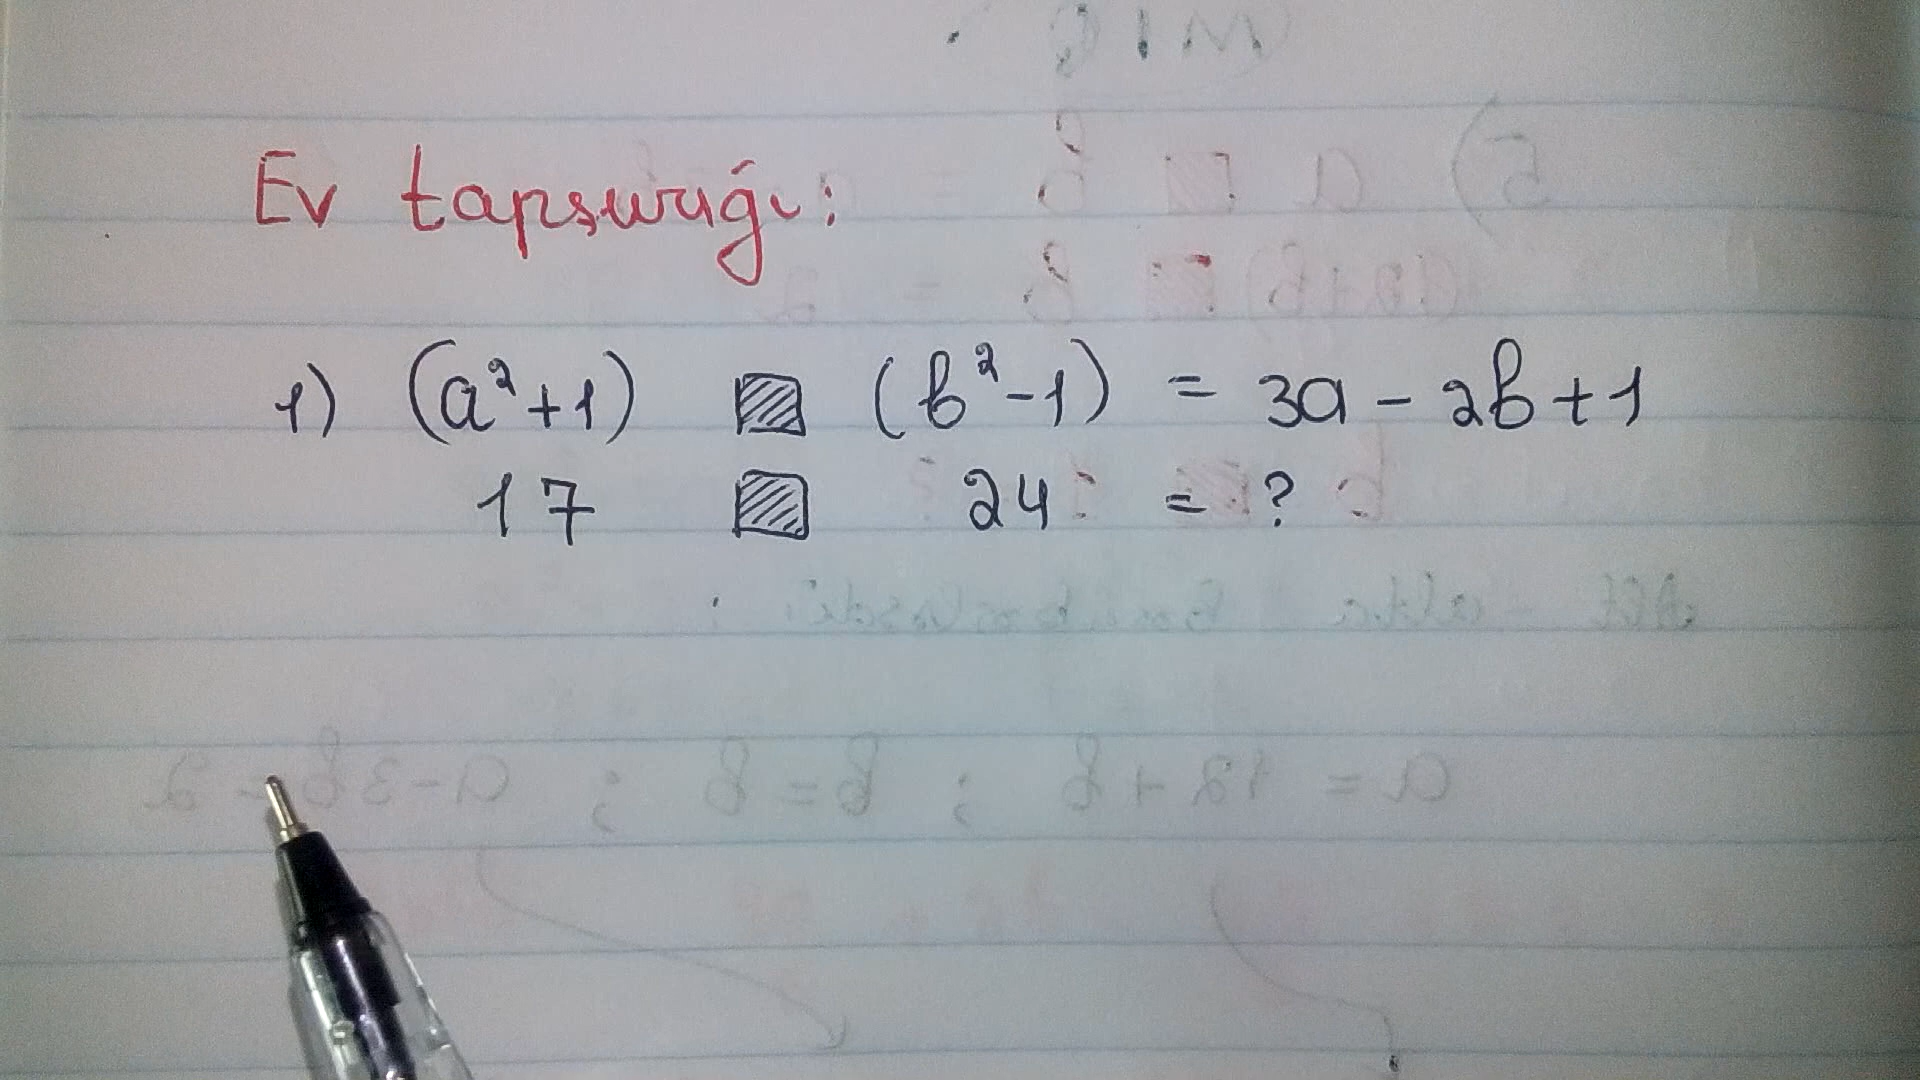 Ev tapşırığı:
1) (a²+1) ▨ (b²-1) = 3a - 2b + 1
17 ▨ 24 = ?